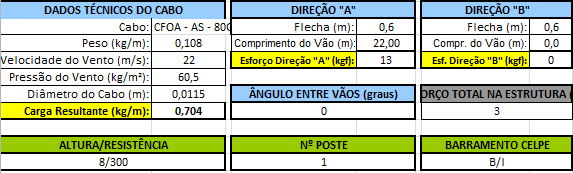 DADOS TÉCNICOS DO CABO
Cabo: CFOA - AS - 80
Peso (kg/m): 0,108
Velocidade do Vento (m/s): 22
Pressão do Vento (kg/m²): 60,5
Diâmetro do Cabo (m): 0,0115
Carga Resultante (kg/m): 0,704
DIREÇÃO "A"
Flecha (m): 0,6
Comprimento do Vão (m): 22,00
Esforço Direção "A" (kgf): 13
DIREÇÃO "B"
Flecha (m): 0,6
Compr. do Vão (m): 0,0
Esf. Direção "B" (kgf): 0
ÂNGULO ENTRE VÃOS (graus)
0
ORÇO TOTAL NA ESTRUTURA (
3
ALTURA/RESISTÊNCIA
8/300
Nº POSTE
1
BARRAMENTO CELPE
B/I